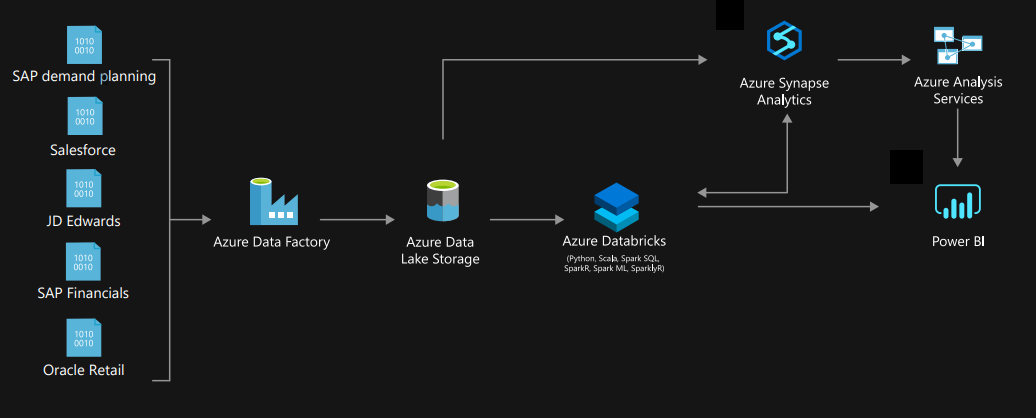 1010
0010
SAP demand planning
1010
0010
Salesforce
1010
0010
JD Edwards
1010
0010
SAP Financials
1010
0010
Oracle Retail
Azure Data Factory
Azure Data
Lake Storage
Azure Databricks
(Python, Scala, Spark SQL,
SparkR, Spark ML, SparklyR)
Azure Synapse
Analytics
Azure Analysis
Services
Power BI